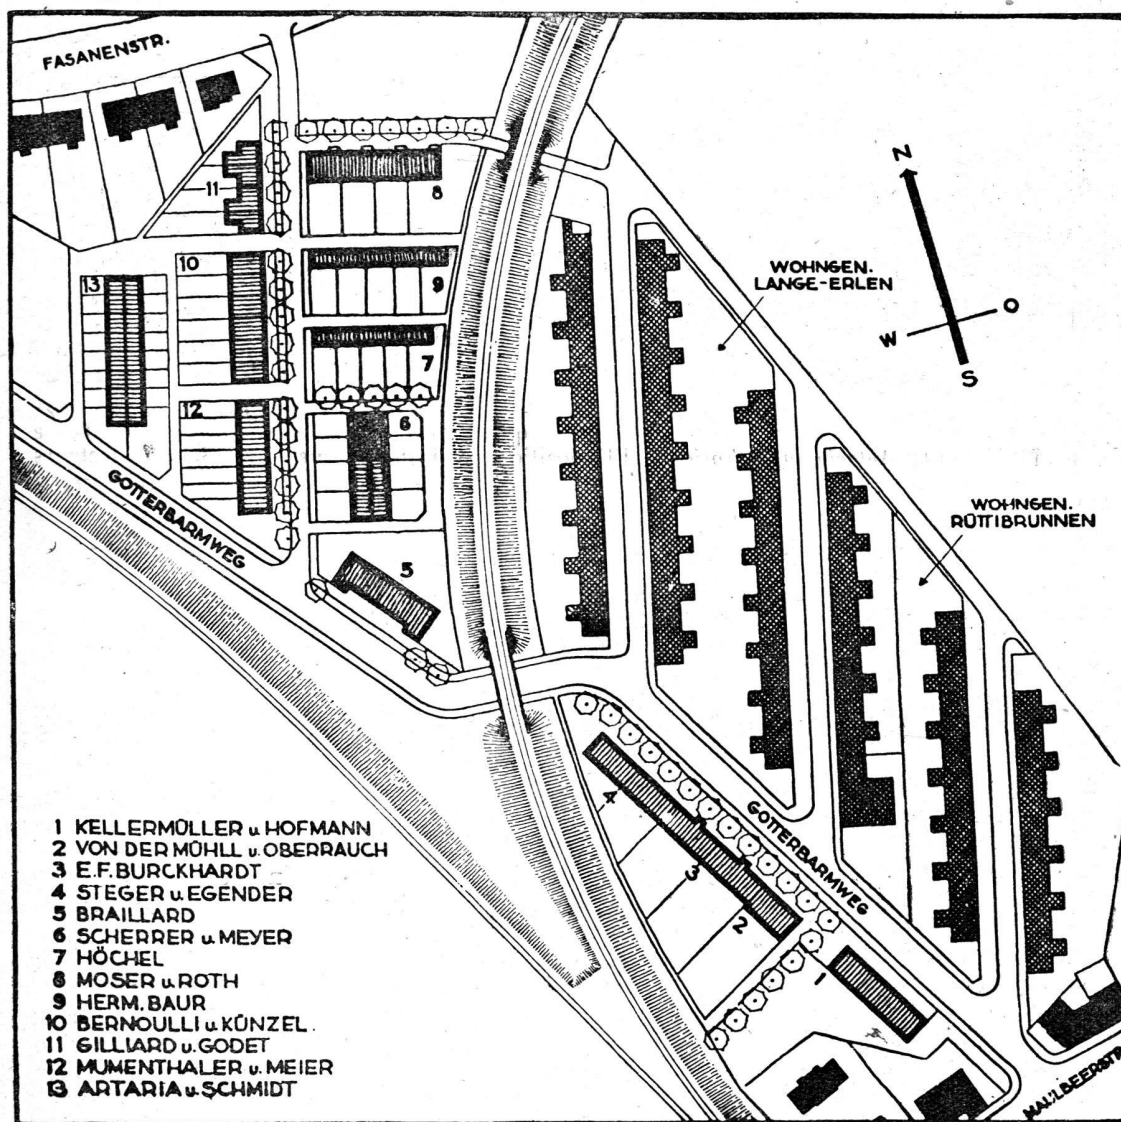 FASANENSTR.
11
8
10
13
9
7
12
6
5
N
W
O
S
WOHNGEN.
LANGE-ERLEN
WOHNGEN.
RÜTTIBRUNNEN
GOTTERBARMWEG
4
3
2
1
GOTTERBARMWEG
MAULBEERSTR
1 KELLERMÜLLER u HOFMANN
2 VON DER MÜHLL u. OBERRAUCH
3 E.F. BURCKHARDT
4 STEGER u EGENDER
5 BRAILLARD
6 SCHERRER u MEYER
7 HÖCHEL
8 MOSER u ROTH
9 HERM. BAUR
10 BERNOULLI u KÜNZEL.
11 GILLIARD u. GODET
12 MUMENTHALER u. MEIER
13 ARTARIA u. SCHMIDT